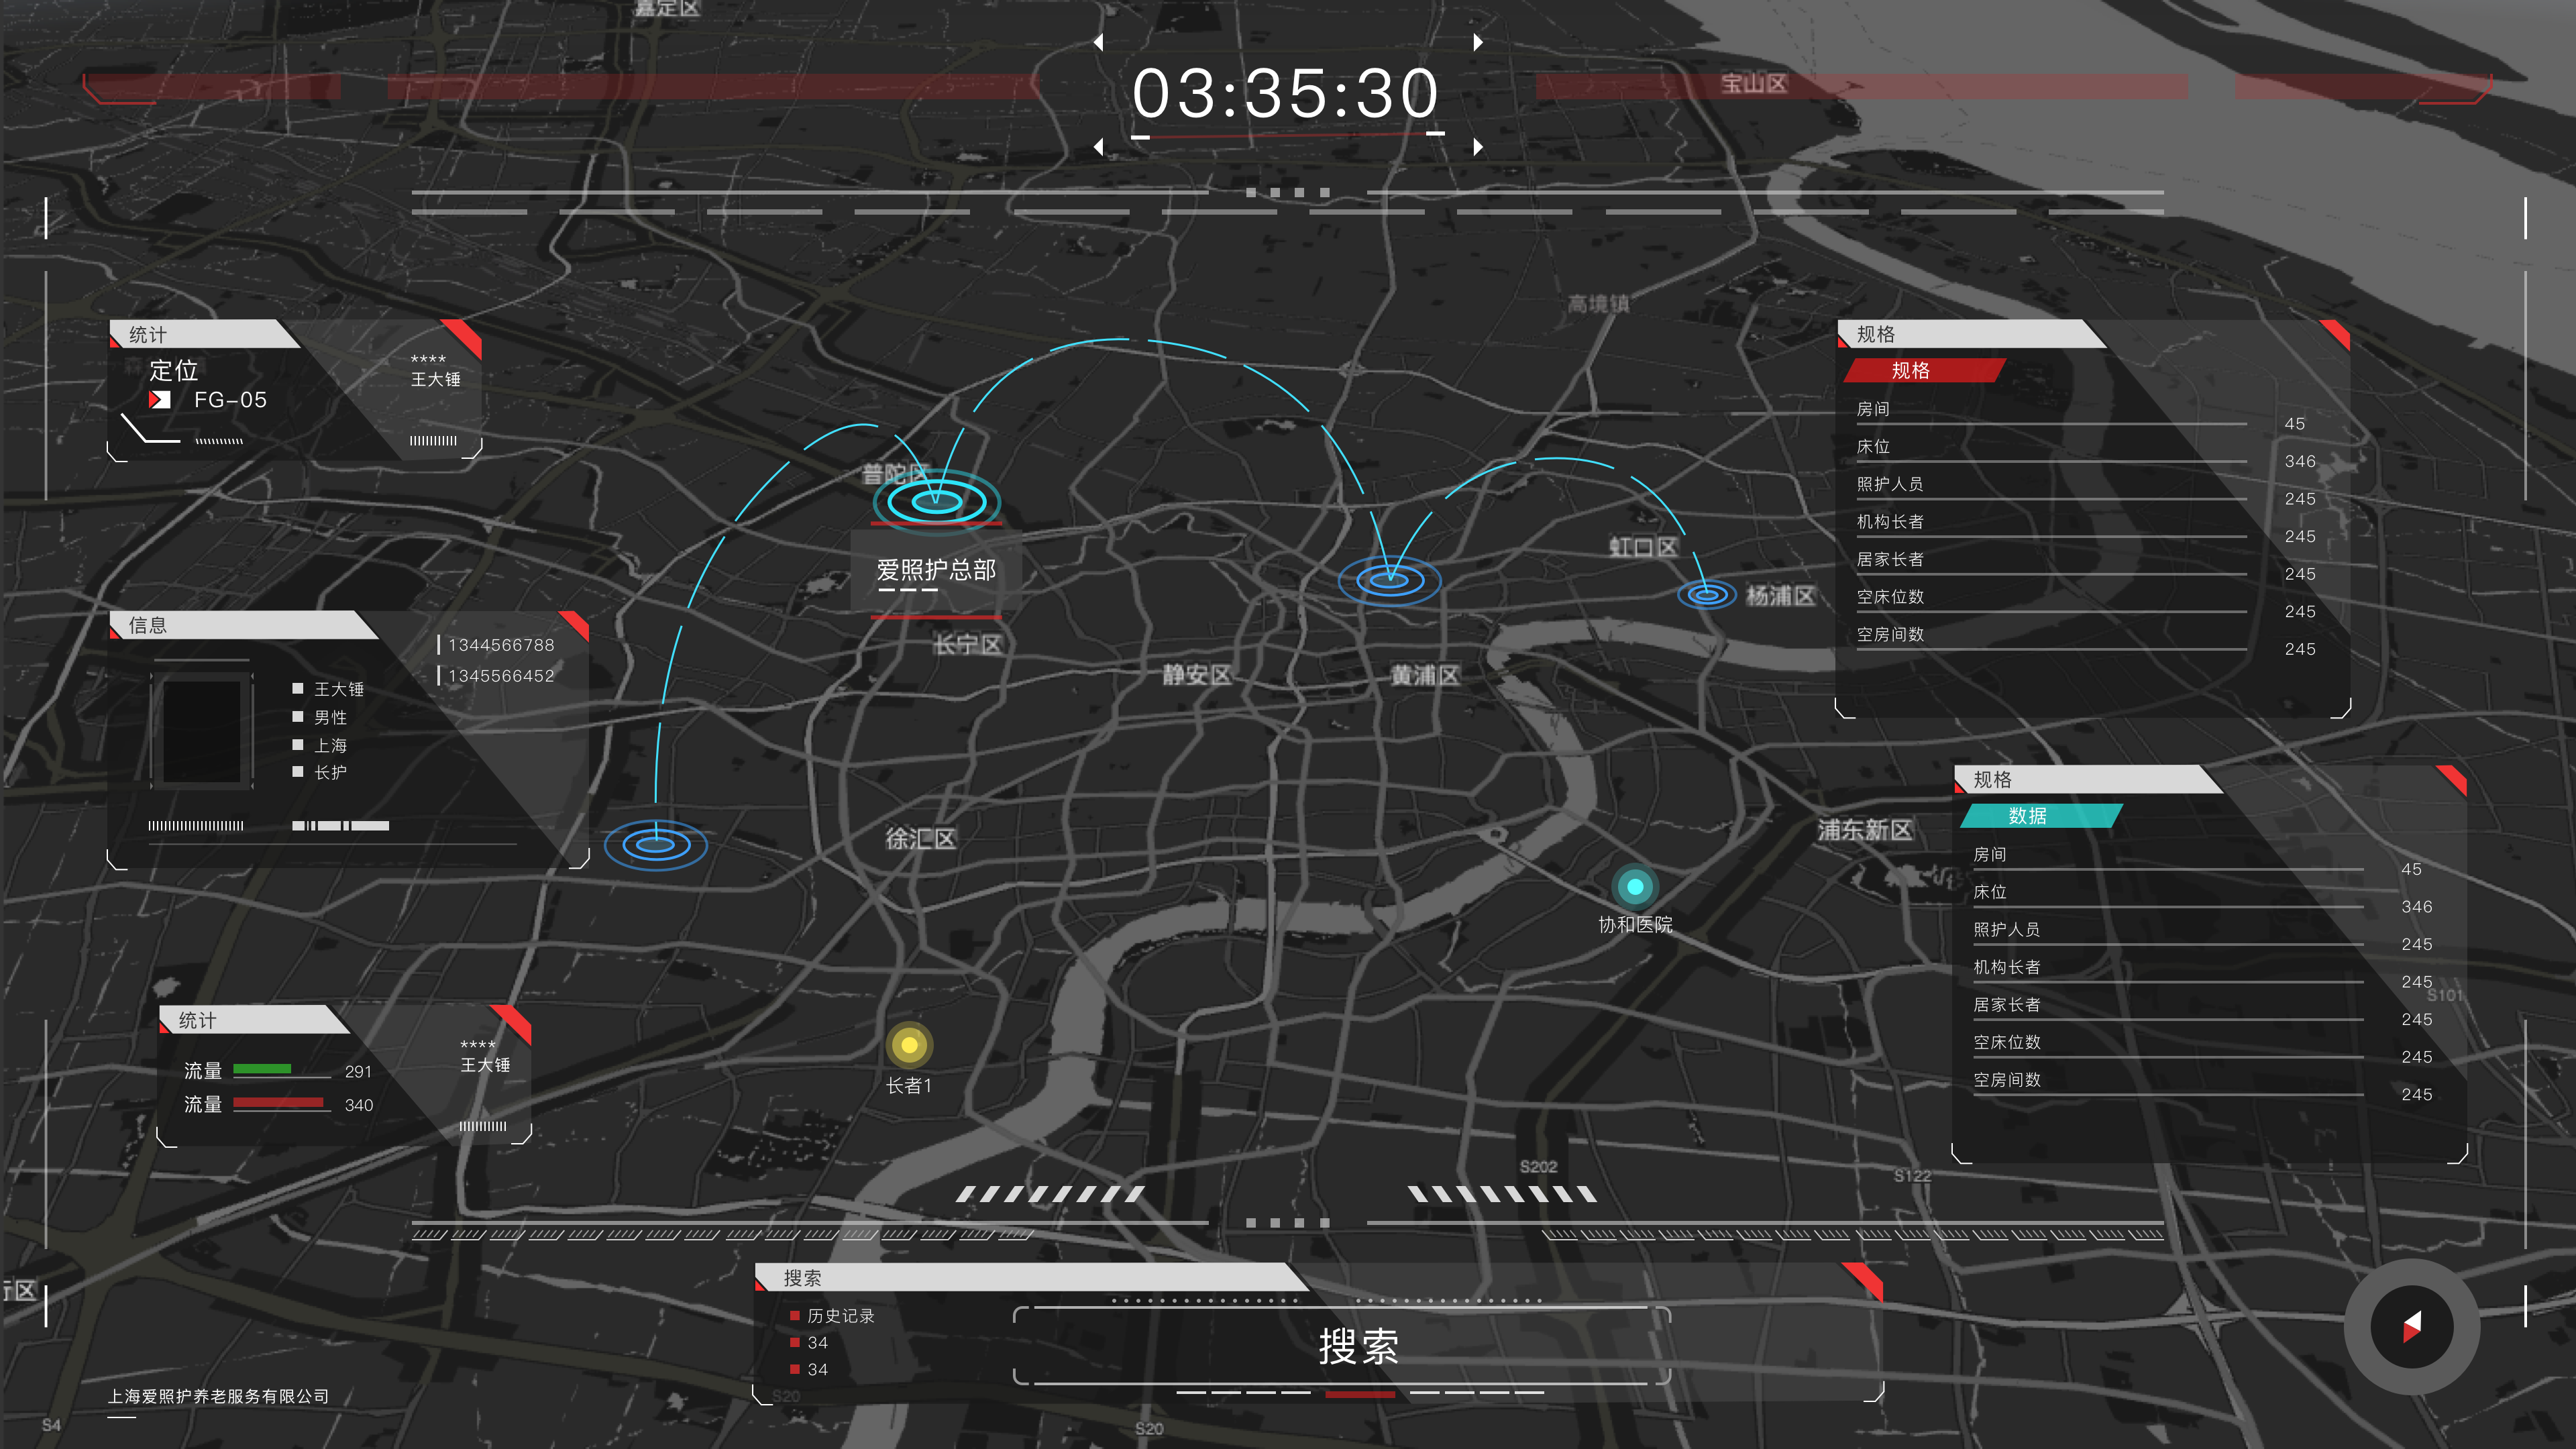 嘉定区
03:35:30
宝山区
高境镇
统计
定位
FG-05
****
王大锤
规格
规格
房间
45
床位
346
照护人员
245
机构长者
245
居家长者
245
空床位数
245
空房间数
245
普陀区
爱照护总部
虹口区
杨浦区
长宁区
静安区
黄浦区
信息
1344566788
1345566452
王大锤
男性
上海
长护
徐汇区
浦东新区
协和医院
规格
数据
房间
45
床位
346
照护人员
245
机构长者
245
S101
居家长者
245
空床位数
245
空房间数
245
统计
流量 291
流量 340
****
王大锤
长者1
S202
S122
区
搜索
历史记录
34
34
搜索
S20
上海爱照护养老服务有限公司
S4
S20